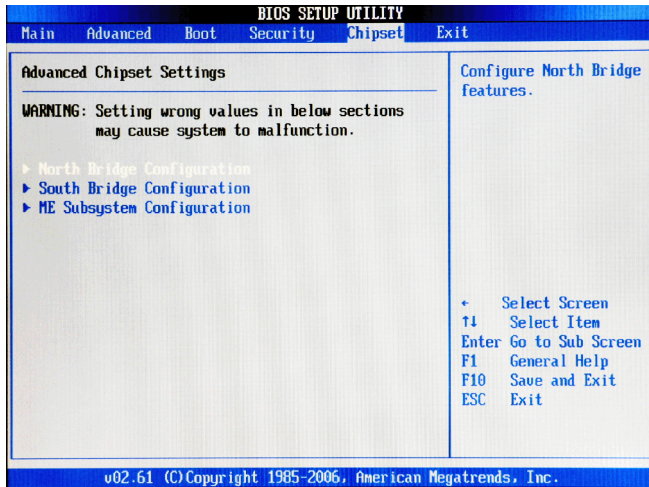 BIOS SETUP UTILITY
Main Advanced Boot Security Chipset Exit
Advanced Chipset Settings
WARNING: Setting wrong values in below sections
may cause system to malfunction.
▶ North Bridge Configuration
▶ South Bridge Configuration
▶ ME Subsystem Configuration
Configure North Bridge
features.
← Select Screen
↑↓ Select Item
Enter Go to Sub Screen
F1 General Help
F10 Save and Exit
ESC Exit
v02.61 (C)Copyright 1985-2006, American Megatrends, Inc.